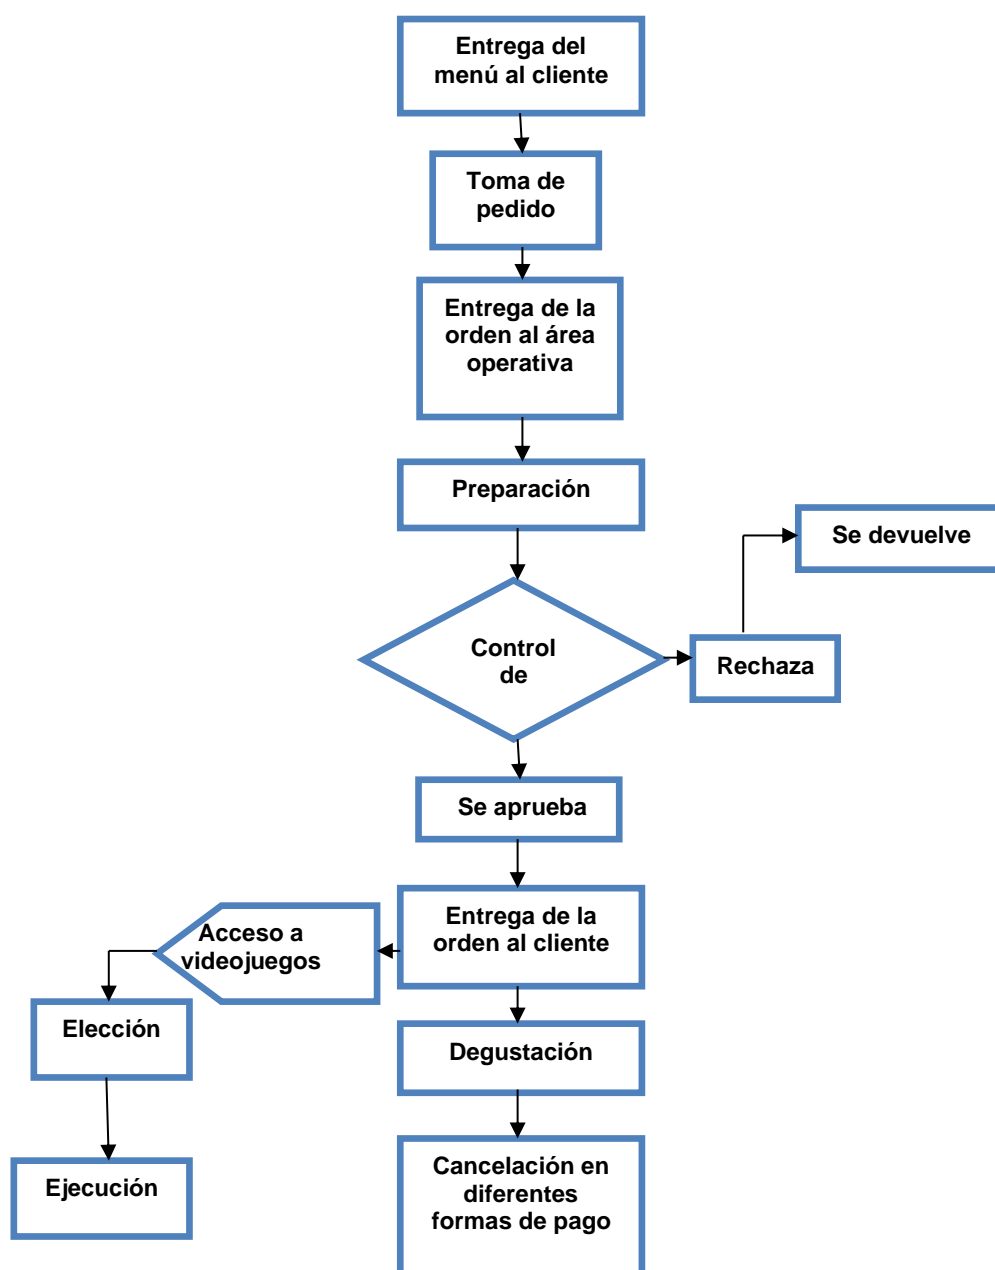 Entrega del
menú al cliente
Toma de
pedido
Entrega de la
orden al área
operativa
Preparación
Se devuelve
Control
de
Rechaza
Se aprueba
Entrega de la
orden al cliente
Acceso a
videojuegos
Elección
Degustación
Ejecución
Cancelación en
diferentes
formas de pago